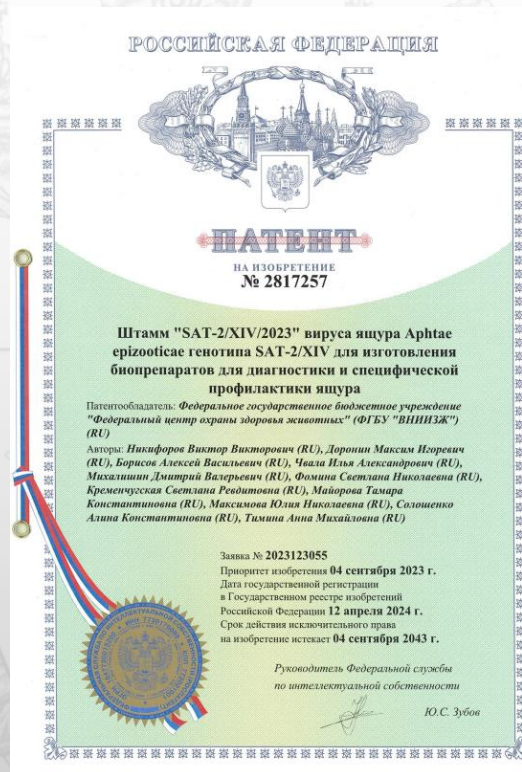 РОССИЙСКАЯ ФЕДЕРАЦИЯ
ПАТЕНТ
НА ИЗОБРЕТЕНИЕ
№ 2817257
Штамм "SAT-2/XIV/2023" вируса ящура Aphtae
epizooticae генотипа SAT-2/XIV для изготовления
биопрепаратов для диагностики и специфической
профилактики ящура
Патентообладатель: Федеральное государственное бюджетное учреждение
"Федеральный центр охраны здоровья животных" (ФГБУ "ВНИИЗЖ")
(RU)
Авторы: Никифоров Виктор Викторович (RU), Доронин Максим Игоревич
(RU), Борисов Алексей Васильевич (RU), Чвала Илья Александрович (RU),
Михалишин Дмитрий Валерьевич (RU), Фомина Светлана Николаевна (RU),
Кременчугская Светлана Ревдитовна (RU), Майорова Тамара
Константиновна (RU), Максимова Юлия Николаевна (RU), Солошенко
Алина Константиновна (RU), Тимина Анна Михайловна (RU)
Заявка № 2023123055
Приоритет изобретения 04 сентября 2023 г.
Дата государственной регистрации
в Государственном реестре изобретений
Российской Федерации 12 апреля 2024 г.
Срок действия исключительного права
на изобретение истекает 04 сентября 2043 г.
Руководитель Федеральной службы
по интеллектуальной собственности
Ю.С. Зубов